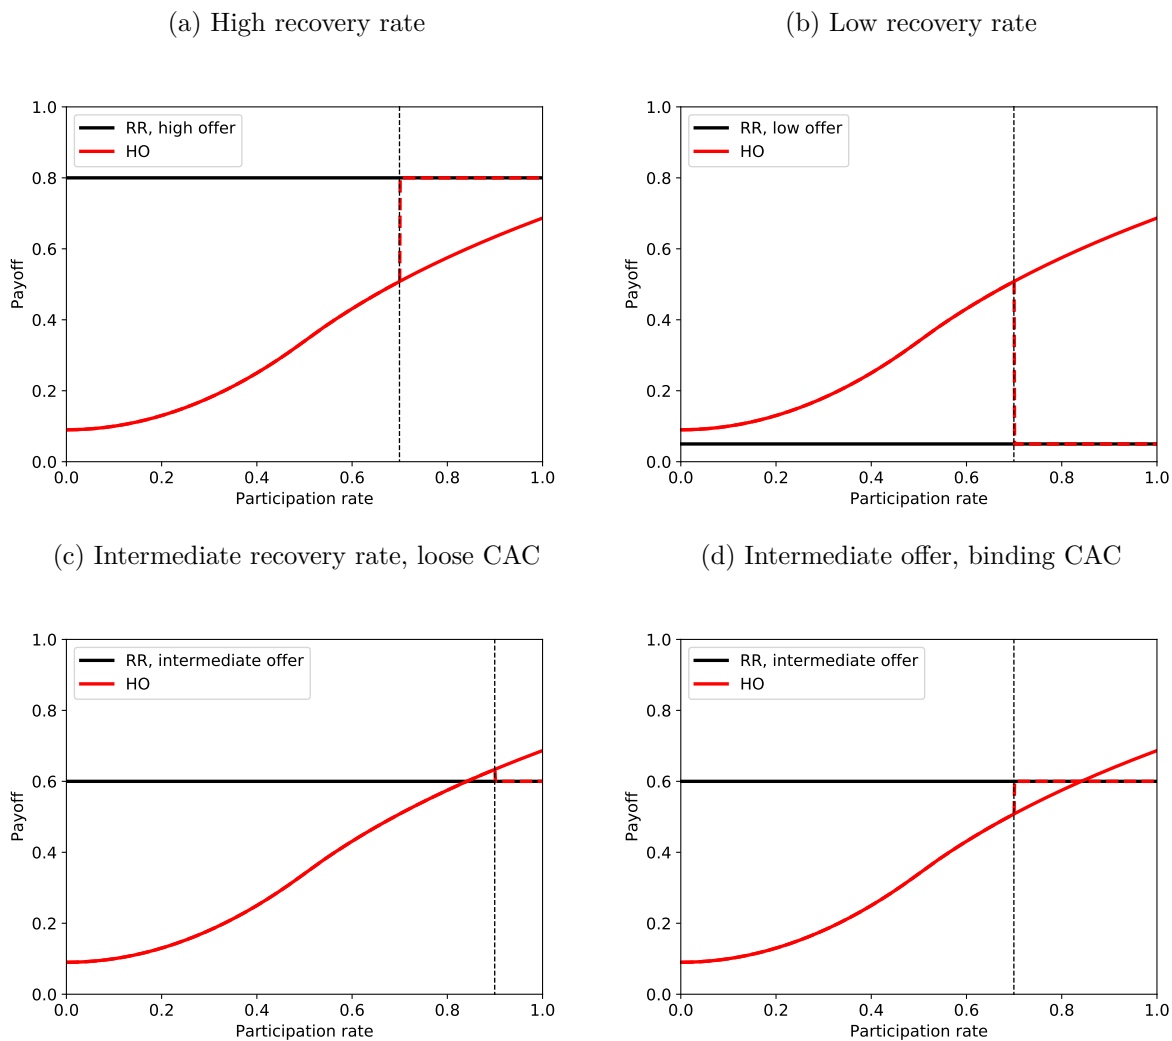 (a) High recovery rate
1.0
0.8
0.6
0.4
0.2
0.0
Payoff
RR, high offer
HO
0.0 0.2 0.4 0.6 0.8 1.0
Participation rate
(b) Low recovery rate
1.0
0.8
0.6
0.4
0.2
0.0
Payoff
RR, low offer
HO
0.0 0.2 0.4 0.6 0.8 1.0
Participation rate
(c) Intermediate recovery rate, loose CAC
1.0
0.8
0.6
0.4
0.2
0.0
Payoff
RR, intermediate offer
HO
0.0 0.2 0.4 0.6 0.8 1.0
Participation rate
(d) Intermediate offer, binding CAC
1.0
0.8
0.6
0.4
0.2
0.0
Payoff
RR, intermediate offer
HO
0.0 0.2 0.4 0.6 0.8 1.0
Participation rate